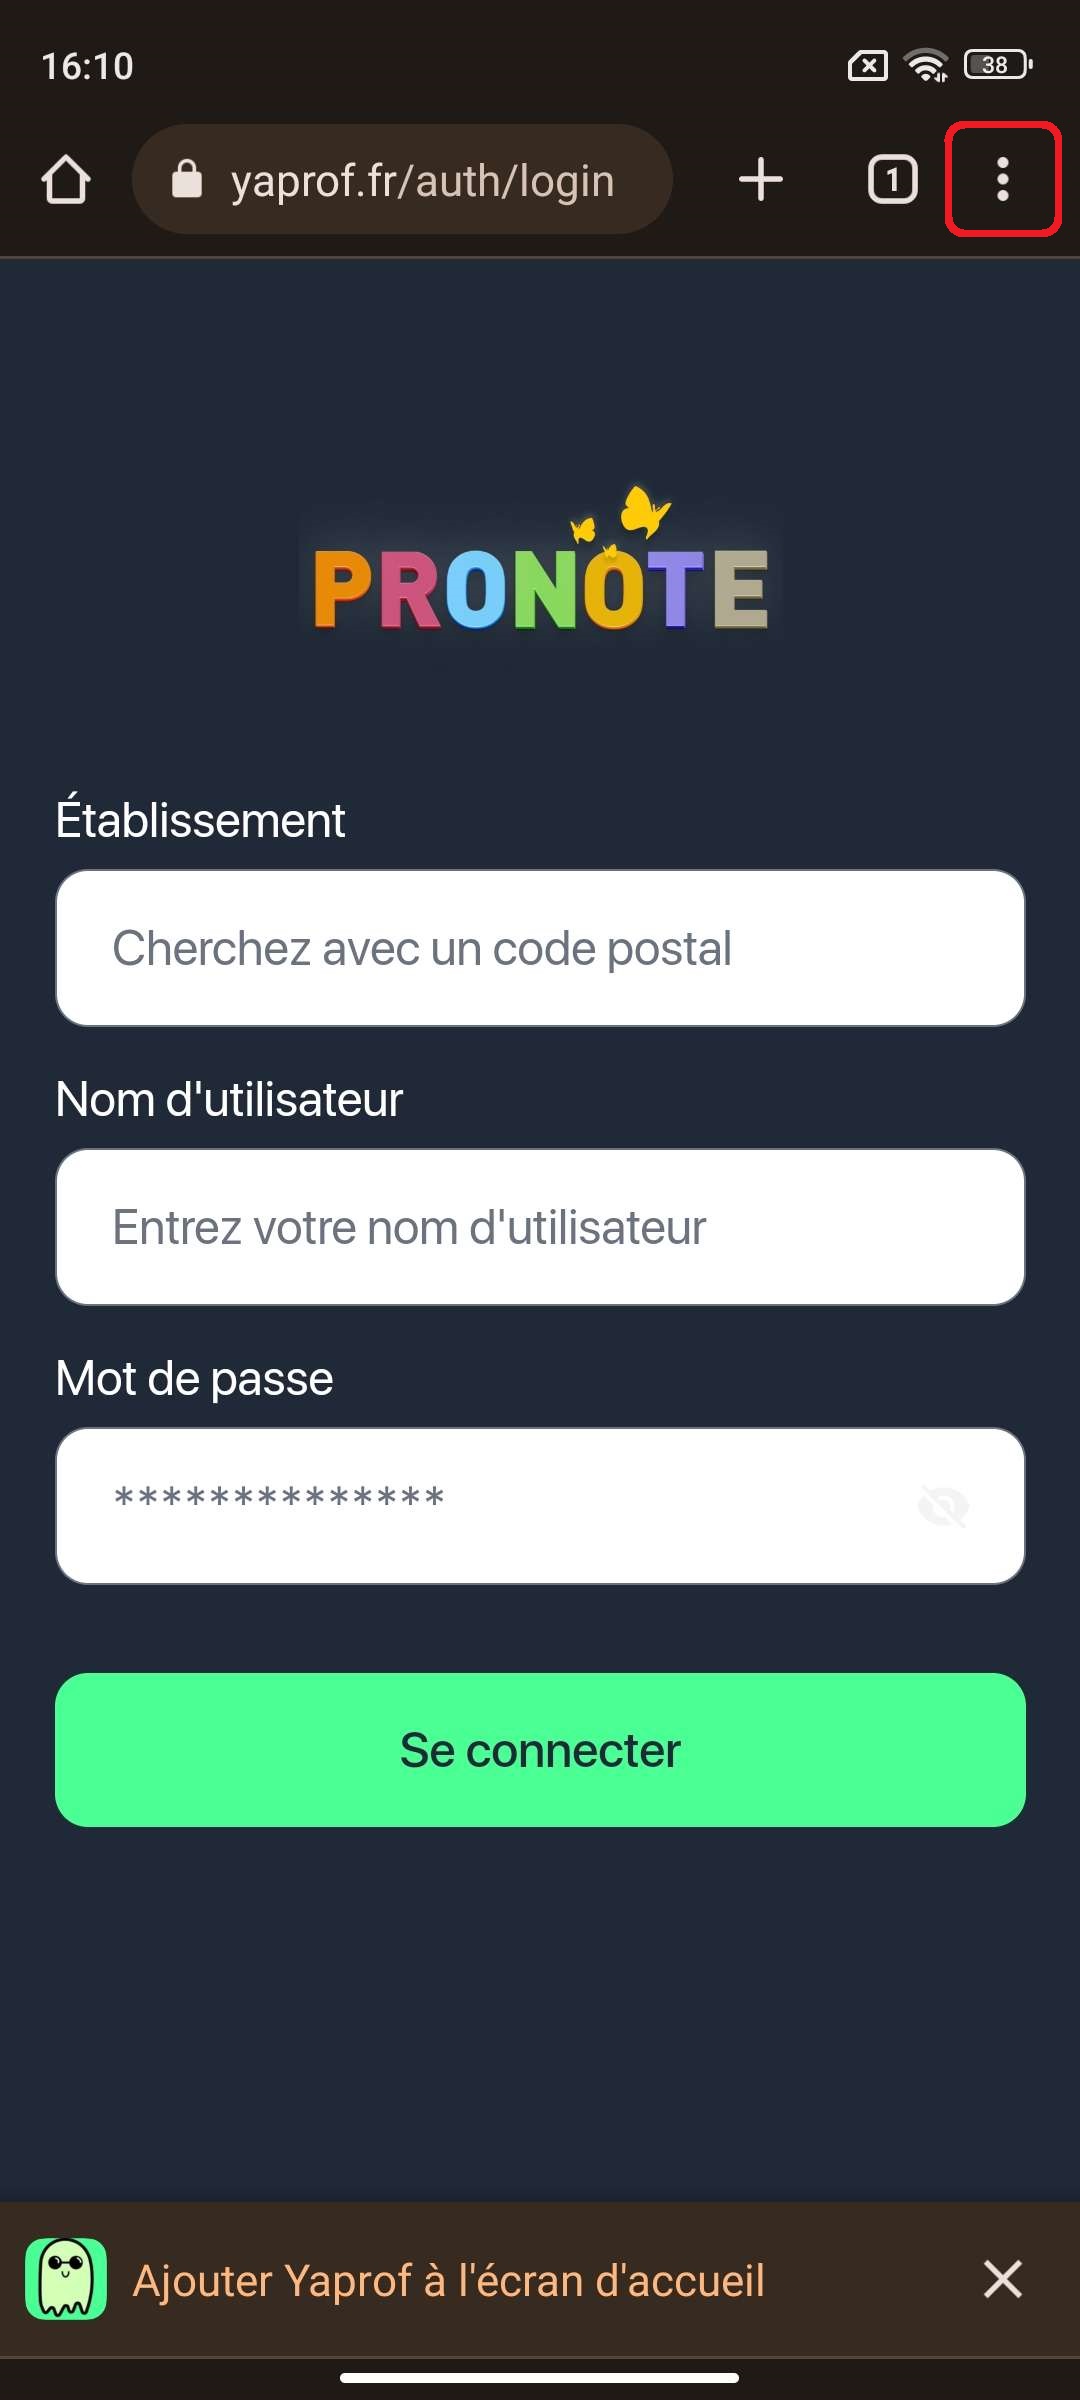 16:10
38
yaprof.fr/auth/login
1
PRONOTE
Établissement
Cherchez avec un code postal
Nom d'utilisateur
Entrez votre nom d'utilisateur
Mot de passe
**************
Se connecter
Ajouter Yaprof à l'écran d'accueil